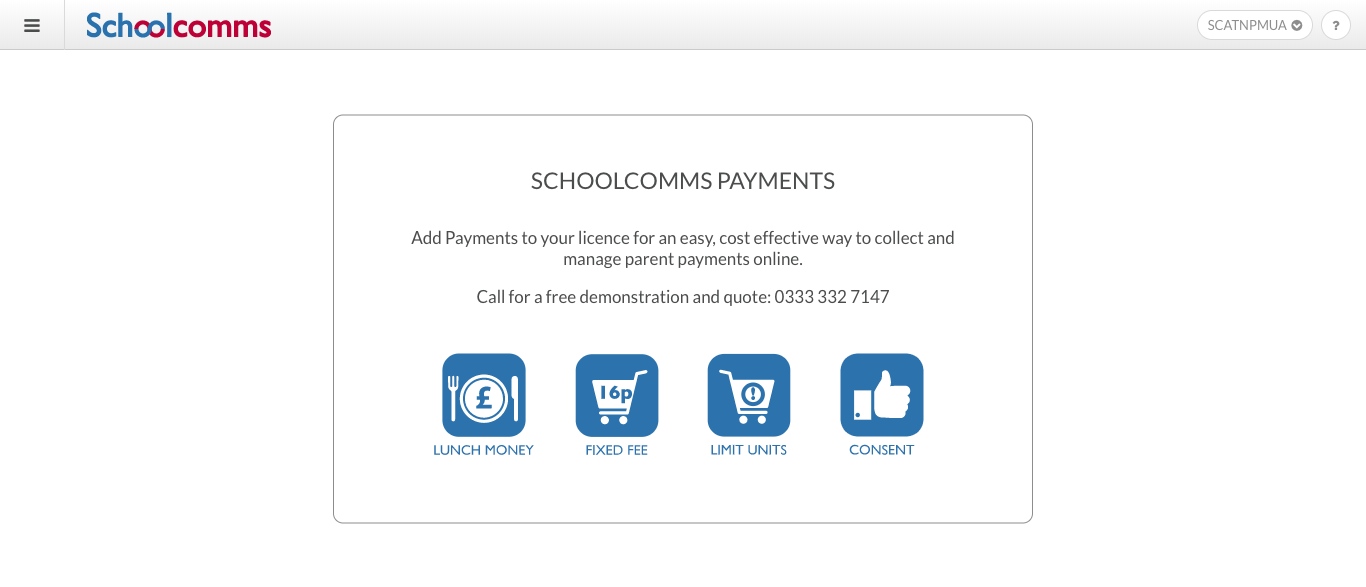 Schoolcomms
SCATNPMUA
?
SCHOOLCOMMS PAYMENTS
Add Payments to your licence for an easy, cost effective way to collect and
manage parent payments online.
Call for a free demonstration and quote: 0333 332 7147
£
16p
!
LUNCH MONEY
FIXED FEE
LIMIT UNITS
CONSENT